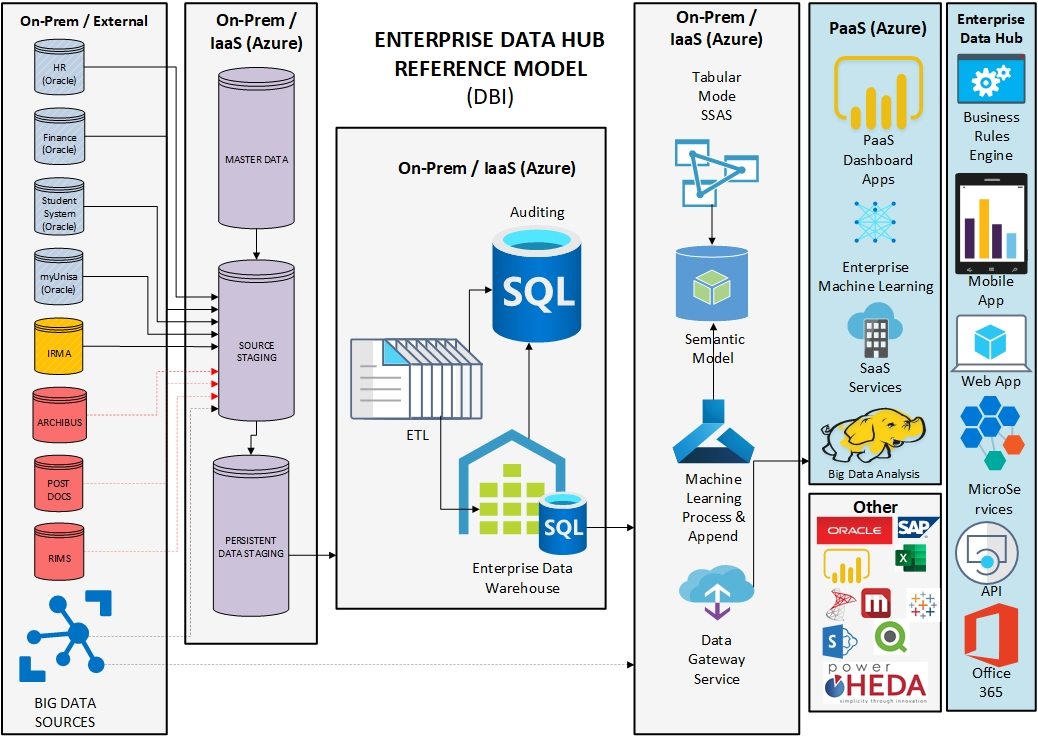 On-Prem / External
HR
(Oracle)
Finance
(Oracle)
Student
System
(Oracle)
myUnisa
(Oracle)
IRMA
ARCHIBUS
POST
DOCS
RIMS
BIG DATA
SOURCES
On-Prem /
IaaS (Azure)
MASTER DATA
SOURCE
STAGING
PERSISTENT
DATA STAGING
ENTERPRISE DATA HUB
REFERENCE MODEL
(DBI)
On-Prem / IaaS (Azure)
Auditing
SQL
ETL
SQL
Enterprise Data
Warehouse
On-Prem /
IaaS (Azure)
Tabular
Mode
SSAS
Semantic
Model
Machine
Learning
Process &
Append
Data
Gateway
Service
PaaS (Azure)
PaaS
Dashboard
Apps
Enterprise
Machine Learning
SaaS
Services
Big Data Analysis
Other
ORACLE
SAP
X
m
S
power
HEDA
simplicity through innovation
Enterprise
Data Hub
Business
Rules
Engine
Mobile
App
Web App
MicroSe
rvices
API
Office
365